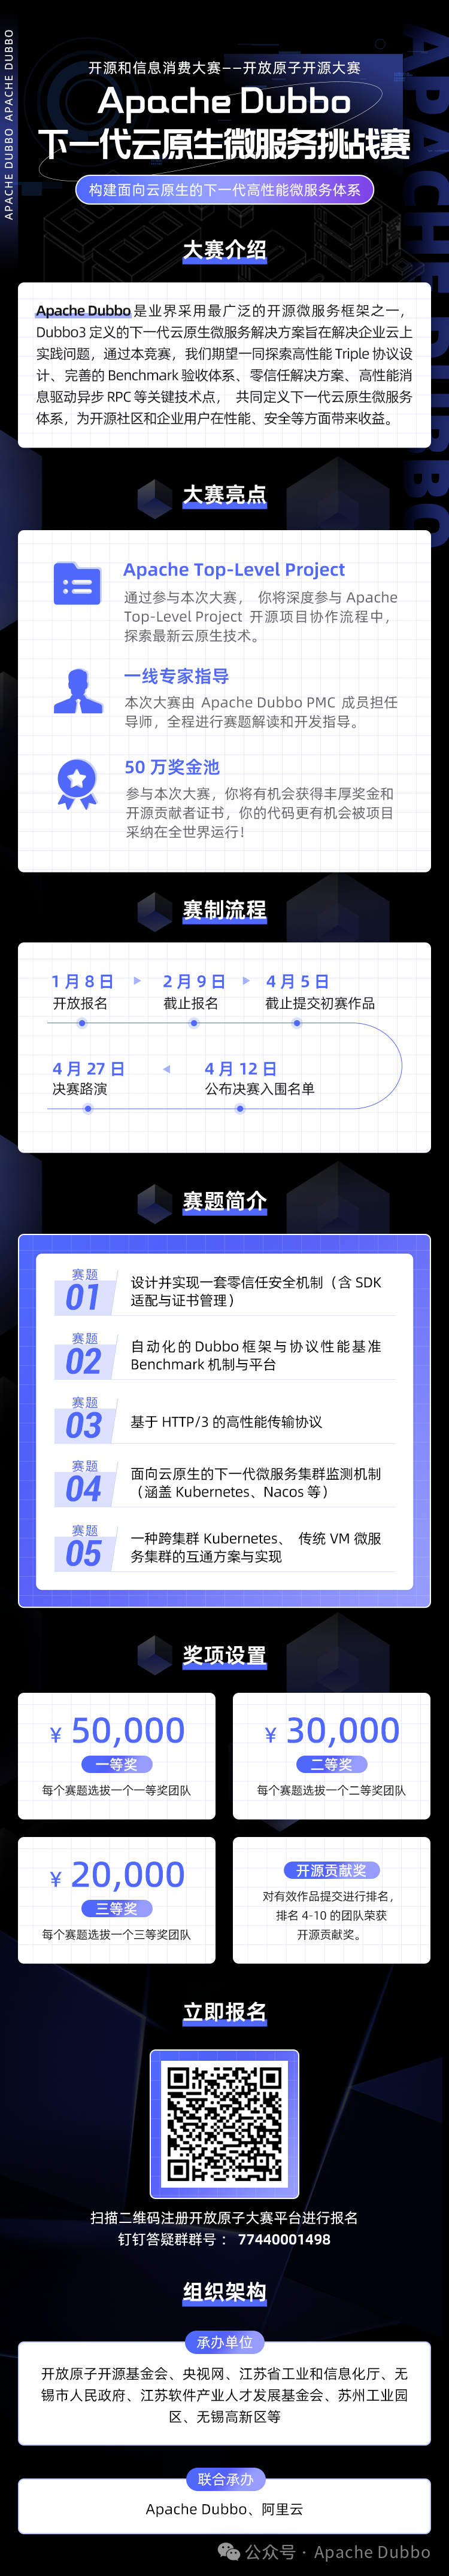 APACHE DUBBO APACHE DUBBO
APACHE DUBBO
开源和信息消费大赛——开放原子开源大赛
Apache Dubbo
下一代云原生微服务挑战赛
构建面向云原生的下一代高性能微服务体系
大赛介绍
Apache Dubbo 是业界采用最广泛的开源微服务框架之一，
Dubbo3 定义的下一代云原生微服务解决方案旨在解决企业云上
实践问题，通过本竞赛，我们期望一同探索高性能 Triple 协议设
计、完善的 Benchmark 验收体系、零信任解决方案、高性能消
息驱动异步 RPC 等关键技术点， 共同定义下一代云原生微服务
体系，为开源社区和企业用户在性能、安全等方面带来收益。
大赛亮点
Apache Top-Level Project
通过参与本次大赛， 你将深度参与 Apache
Top-Level Project 开源项目协作流程中，
探索最新云原生技术。
一线专家指导
本次大赛由 Apache Dubbo PMC 成员担任
导师，全程进行赛题解读和开发指导。
50 万奖金池
参与本次大赛，你将有机会获得丰厚奖金和
开源贡献者证书，你的代码更有机会被项目
采纳在全世界运行！
赛制流程
1 月 8 日 2 月 9 日 4 月 5 日
开放报名 截止报名 截止提交初赛作品
4 月 27 日 4 月 12 日
决赛路演 公布决赛入围名单
赛题简介
赛题
01
设计并实现一套零信任安全机制（含 SDK
适配与证书管理）
赛题
02
自动化的 Dubbo 框架与协议性能基准
Benchmark 机制与平台
赛题
03
基于 HTTP/3 的高性能传输协议
赛题
04
面向云原生的下一代微服务集群监测机制
（涵盖 Kubernetes、Nacos 等）
赛题
05
一种跨集群 Kubernetes、 传统 VM 微服
务集群的互通方案与实现
奖项设置
¥ 50,000
一等奖
每个赛题选拔一个一等奖团队
¥ 30,000
二等奖
每个赛题选拔一个二等奖团队
¥ 20,000
三等奖
每个赛题选拔一个三等奖团队
开源贡献奖
对有效作品提交进行排名，
排名 4-10 的团队荣获
开源贡献奖。
立即报名
扫描二维码注册开放原子大赛平台进行报名
钉钉答疑群群号： 77440001498
组织架构
承办单位
开放原子开源基金会、央视网、江苏省工业和信息化厅、无
锡市人民政府、江苏软件产业人才发展基金会、苏州工业园
区、无锡高新区等
联合承办
Apache Dubbo、阿里云
公众号 · Apache Dubbo